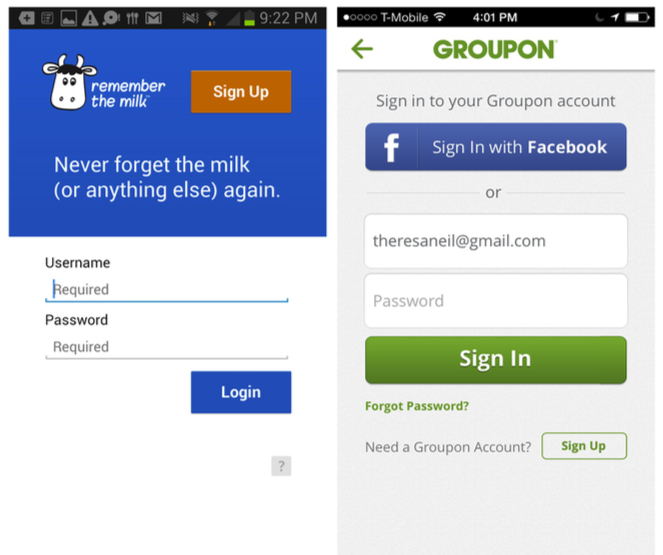 9:22 PM
remember
the milk
Sign Up
Never forget the milk
(or anything else) again.
Username
Required
Password
Required
Login
?
T-Mobile 4:01 PM
GROUPON
Sign in to your Groupon account
f Sign In with Facebook
or
theresaneil@gmail.com
Password
Sign In
Forgot Password?
Need a Groupon Account? Sign Up